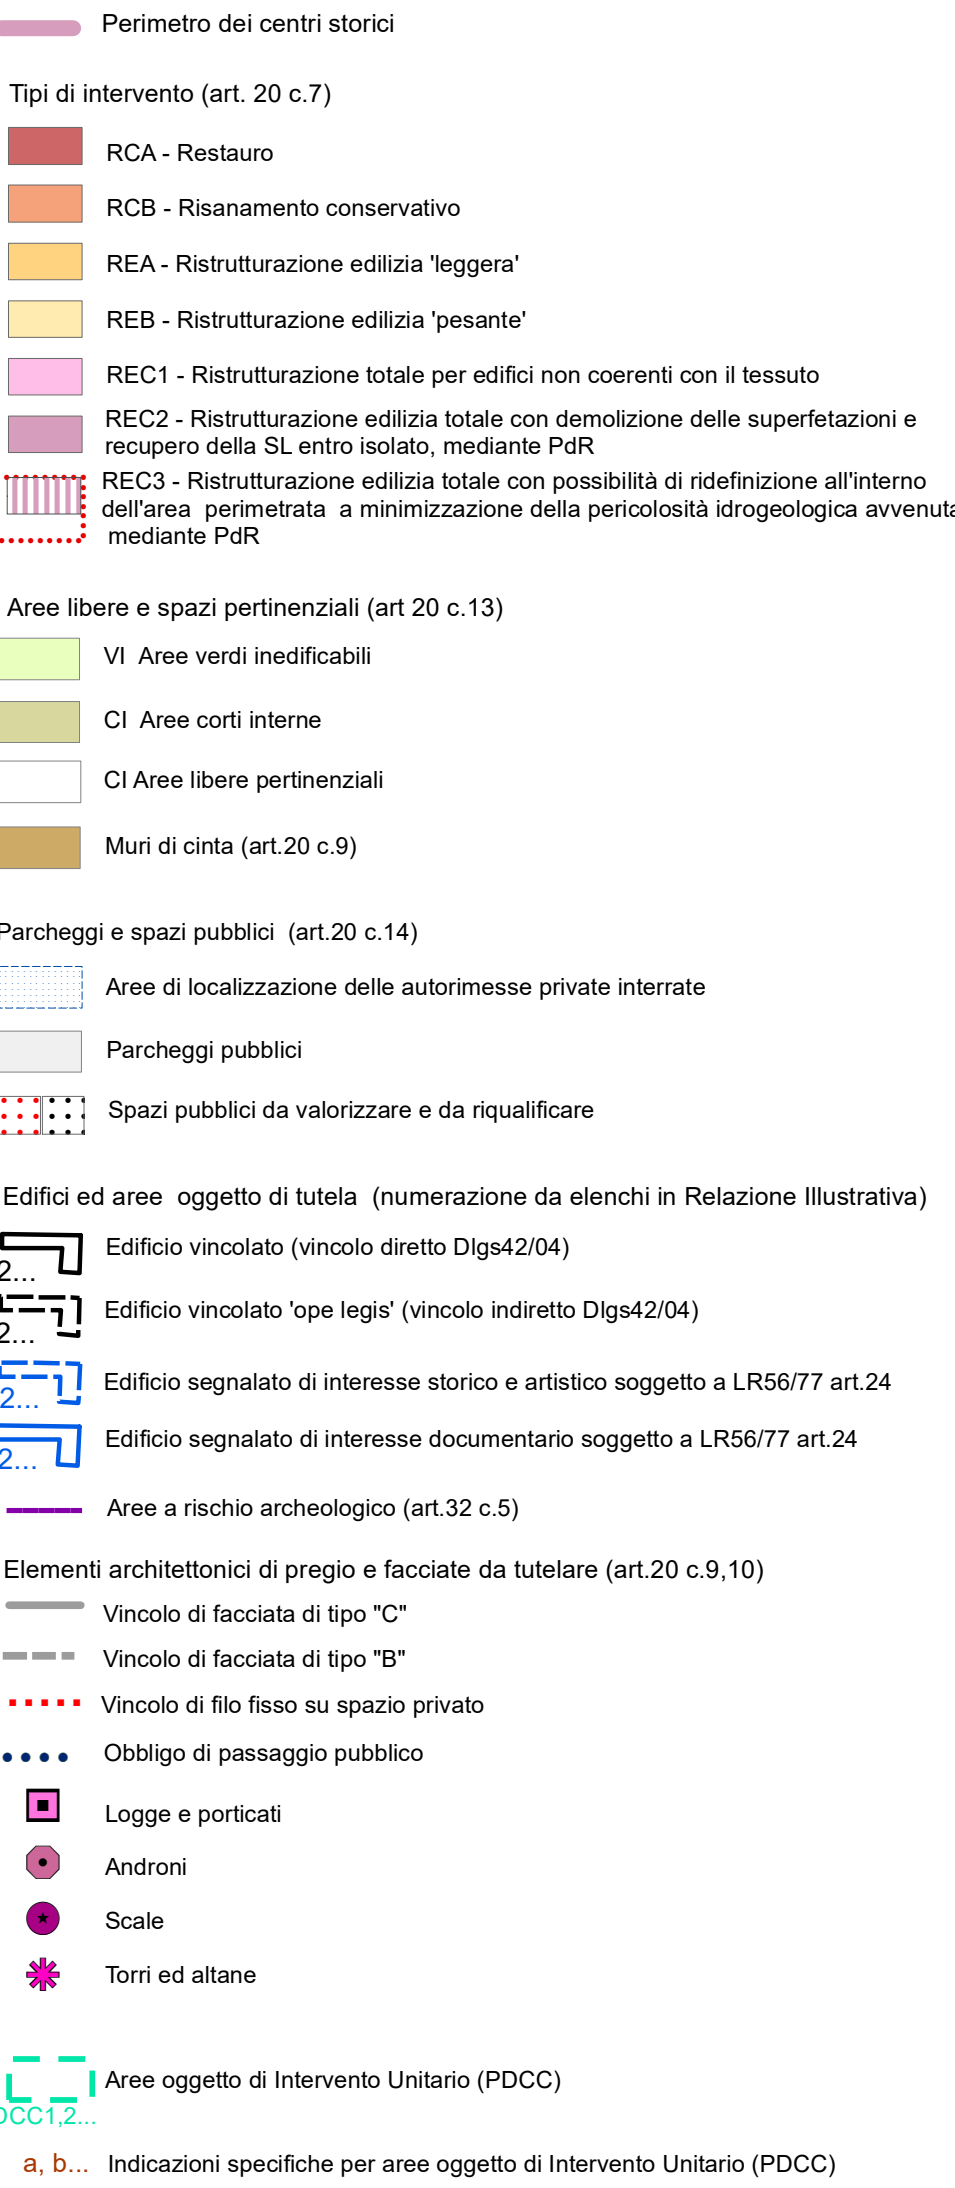 Perimetro dei centri storici
Tipi di intervento (art. 20 c.7)
RCA - Restauro
RCB - Risanamento conservativo
REA - Ristrutturazione edilizia 'leggera'
REB - Ristrutturazione edilizia 'pesante'
REC1 - Ristrutturazione totale per edifici non coerenti con il tessuto
REC2 - Ristrutturazione edilizia totale con demolizione delle superfetazioni e
recupero della SL entro isolato, mediante PdR
REC3 - Ristrutturazione edilizia totale con possibilità di ridefinizione all'interno
dell'area perimetrata a minimizzazione della pericolosità idrogeologica avvenuta
mediante PdR
Aree libere e spazi pertinenziali (art 20 c.13)
VI Aree verdi inedificabili
CI Aree corti interne
CI Aree libere pertinenziali
Muri di cinta (art.20 c.9)
Parcheggi e spazi pubblici (art.20 c.14)
Aree di localizzazione delle autorimesse private interrate
Parcheggi pubblici
Spazi pubblici da valorizzare e da riqualificare
Edifici ed aree oggetto di tutela (numerazione da elenchi in Relazione Illustrativa)
2... Edificio vincolato (vincolo diretto Dlgs42/04)
2... Edificio vincolato 'ope legis' (vincolo indiretto Dlgs42/04)
2... Edificio segnalato di interesse storico e artistico soggetto a LR56/77 art.24
2... Edificio segnalato di interesse documentario soggetto a LR56/77 art.24
Aree a rischio archeologico (art.32 c.5)
Elementi architettonici di pregio e facciate da tutelare (art.20 c.9,10)
Vincolo di facciata di tipo "C"
Vincolo di facciata di tipo "B"
Vincolo di filo fisso su spazio privato
Obbligo di passaggio pubblico
Logge e porticati
Androni
Scale
Torri ed altane
Aree oggetto di Intervento Unitario (PDCC)
DCC1,2...
a, b... Indicazioni specifiche per aree oggetto di Intervento Unitario (PDCC)